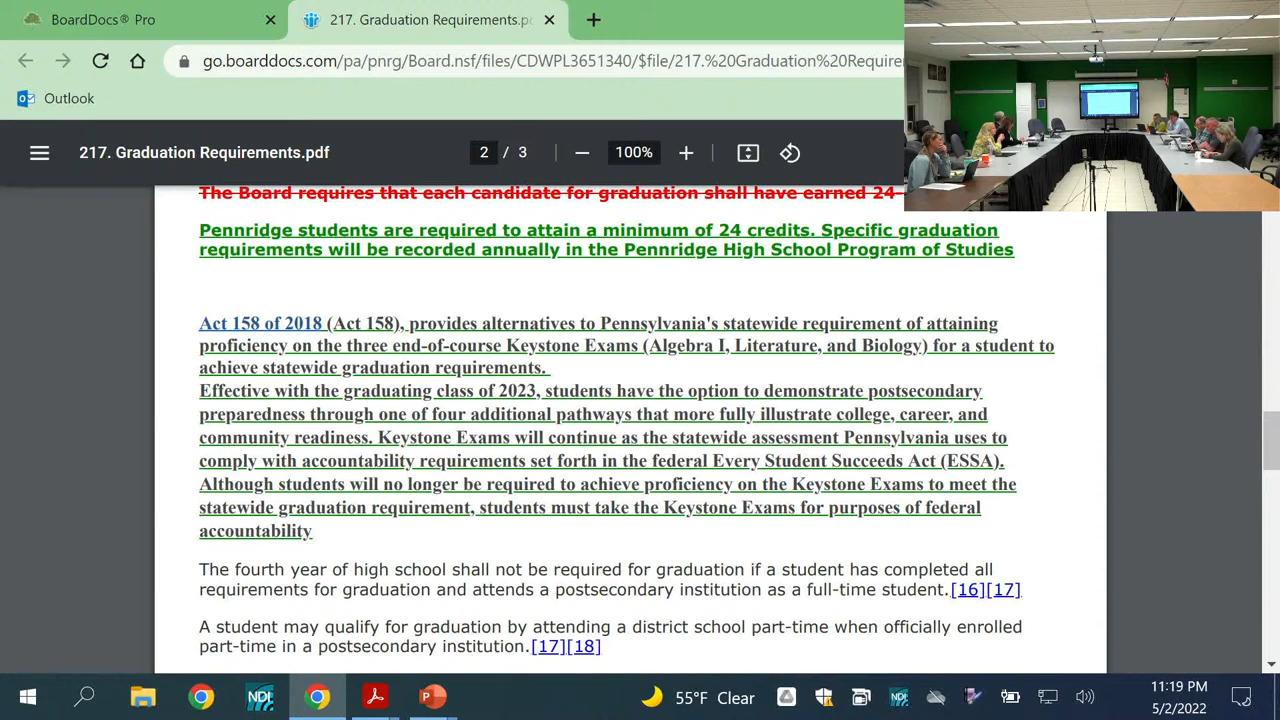 BoardDocs® Pro
217. Graduation Requirements.pc
go.boarddocs.com/pa/pnrg/Board.nsf/files/CDWPL3651340/$file/217.%20Graduation%20Require
Outlook
217. Graduation Requirements.pdf
2 / 3
100%
The Board requires that each candidate for graduation shall have earned 24
Pennridge students are required to attain a minimum of 24 credits. Specific graduation
requirements will be recorded annually in the Pennridge High School Program of Studies
Act 158 of 2018 (Act 158), provides alternatives to Pennsylvania's statewide requirement of attaining
proficiency on the three end-of-course Keystone Exams (Algebra I, Literature, and Biology) for a student to
achieve statewide graduation requirements.
Effective with the graduating class of 2023, students have the option to demonstrate postsecondary
preparedness through one of four additional pathways that more fully illustrate college, career, and
community readiness. Keystone Exams will continue as the statewide assessment Pennsylvania uses to
comply with accountability requirements set forth in the federal Every Student Succeeds Act (ESSA).
Although students will no longer be required to achieve proficiency on the Keystone Exams to meet the
statewide graduation requirement, students must take the Keystone Exams for purposes of federal
accountability
The fourth year of high school shall not be required for graduation if a student has completed all
requirements for graduation and attends a postsecondary institution as a full-time student.[16][17]
A student may qualify for graduation by attending a district school part-time when officially enrolled
part-time in a postsecondary institution.[17][18]
NDI
55°F Clear
NDI
11:19 PM
5/2/2022